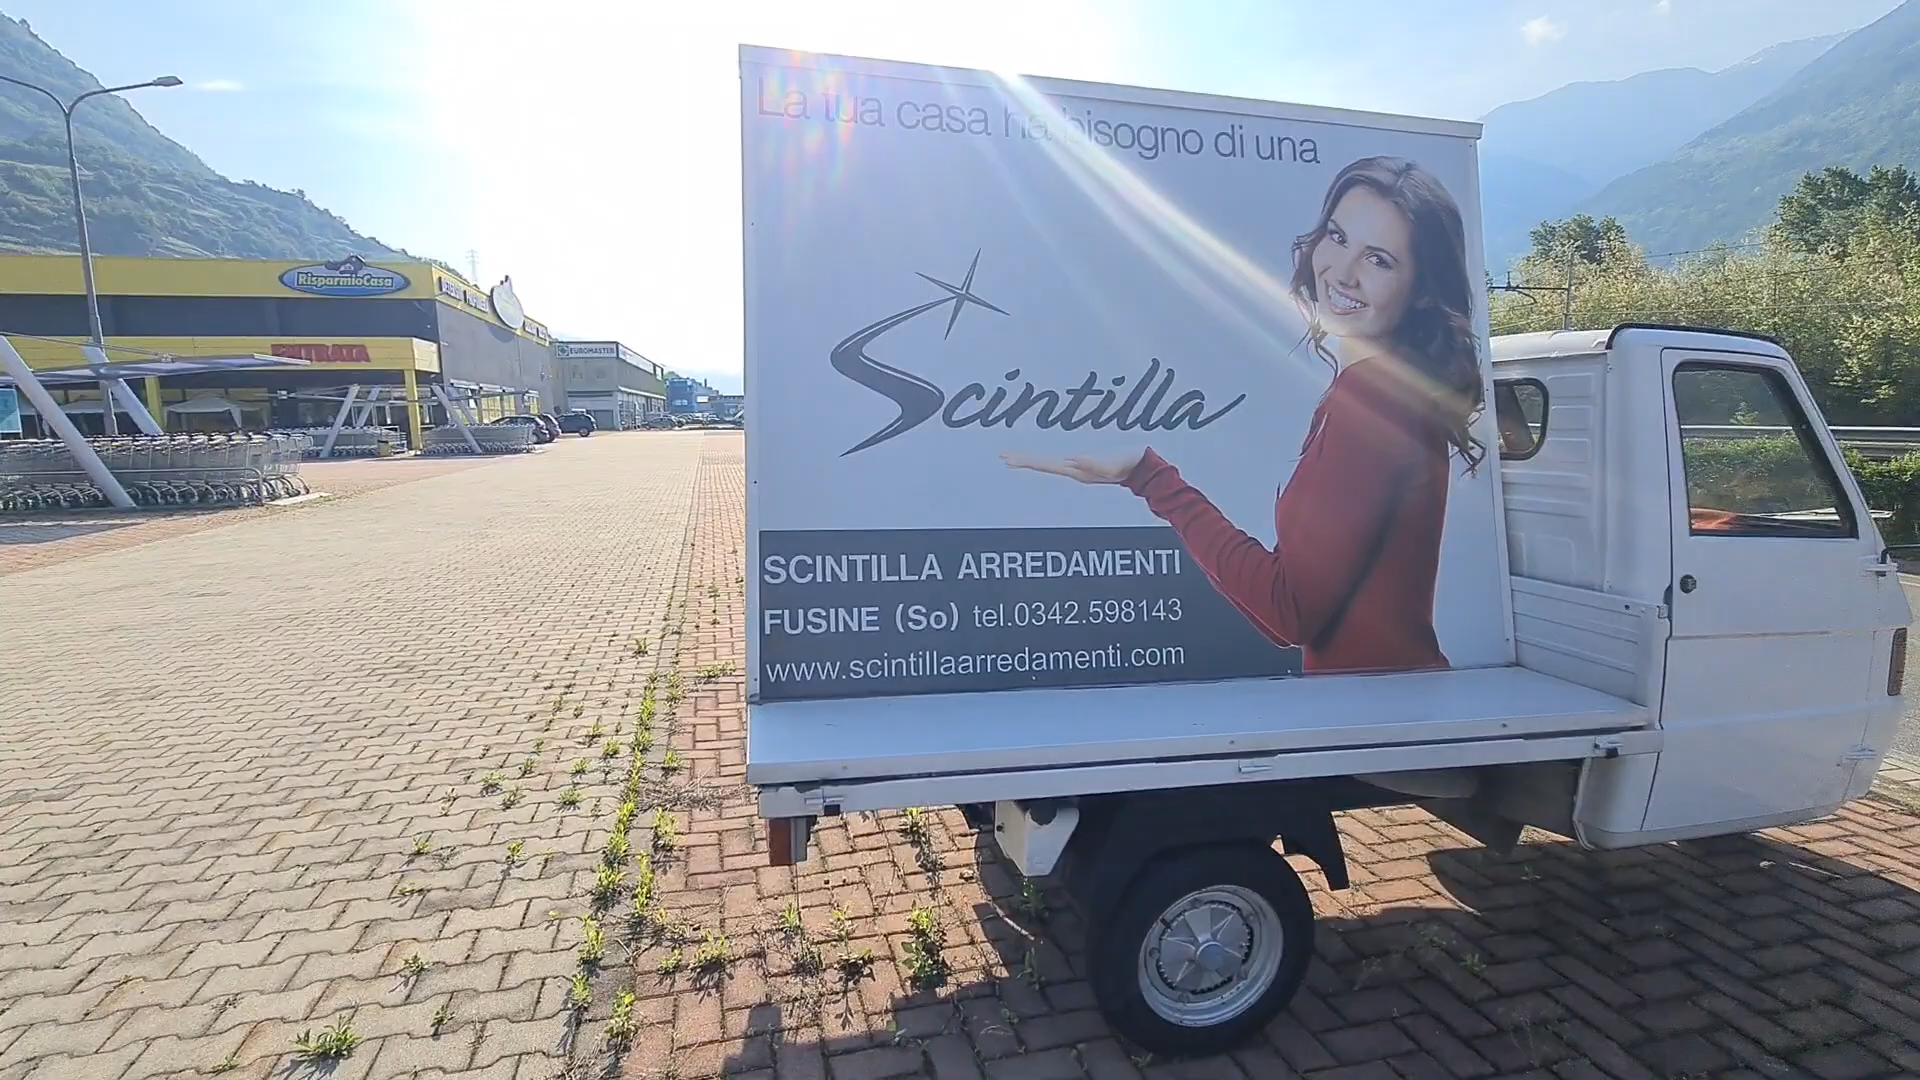 La tua casa ha bisogno di una
Scintilla
SCINTILLA ARREDAMENTI
FUSINE (So) tel.0342.598143
www.scintillaarredamenti.com
RisparmioCasa
ENTRATA
EUROMASTER